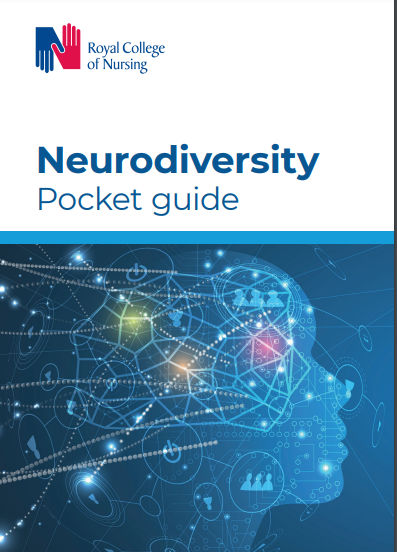 Royal College
of Nursing
Neurodiversity
Pocket guide